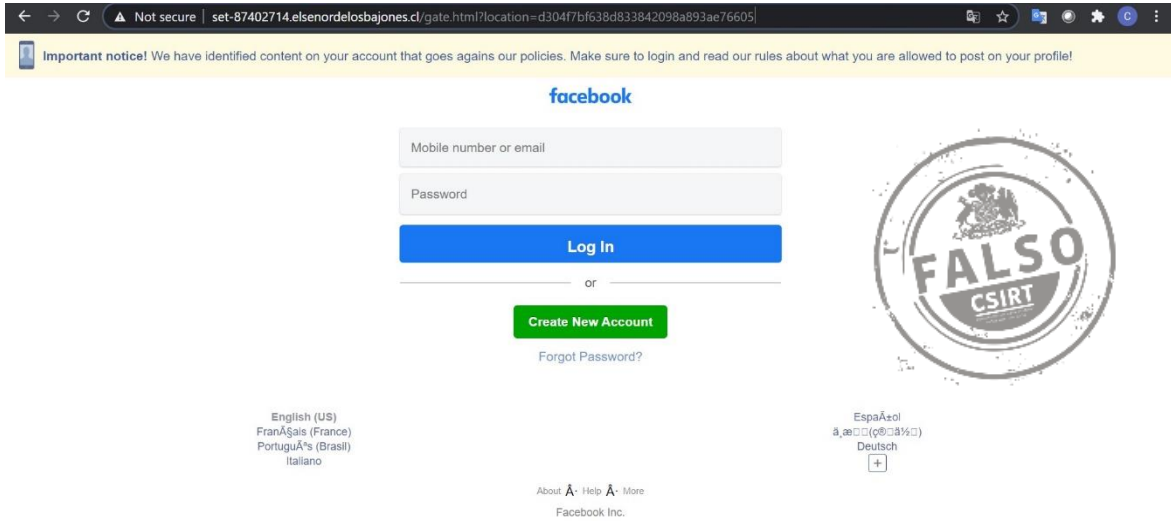 Not secure | set-87402714.elsenordelosbajones.cl/gate.html?location=d304f7bf638d833842098a893ae76605
Important notice! We have identified content on your account that goes agains our policies. Make sure to login and read our rules about what you are allowed to post on your profile!
facebook
Mobile number or email
Password
Log In
or
Create New Account
Forgot Password?
FALSO
CSIRT
English (US)
FranÃ§ais (France)
PortuguÃªs (Brasil)
Italiano
EspaÃ±ol
Deutsch
+
About Â· Help Â· More
Facebook Inc.